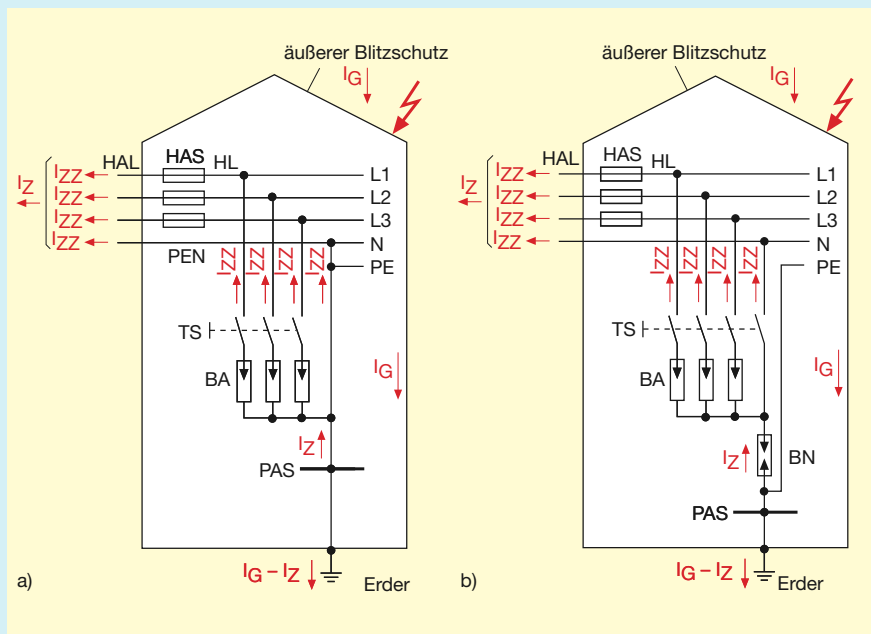 äußerer Blitzschutz
IG
HAL HAS HL L1
IZ IZZ
IZZ L2
IZZ L3
IZZ N
PEN PE
IZZ IZZ IZZ IZZ
TS
BA IG
IZ
PAS
IG – IZ
a) Erder
äußerer Blitzschutz
IG
HAL HAS HL L1
IZ IZZ
IZZ L2
IZZ L3
IZZ N
PE
IZZ IZZ IZZ IZZ
TS
BA IG
IZ BN
PAS
IG – IZ
b) Erder